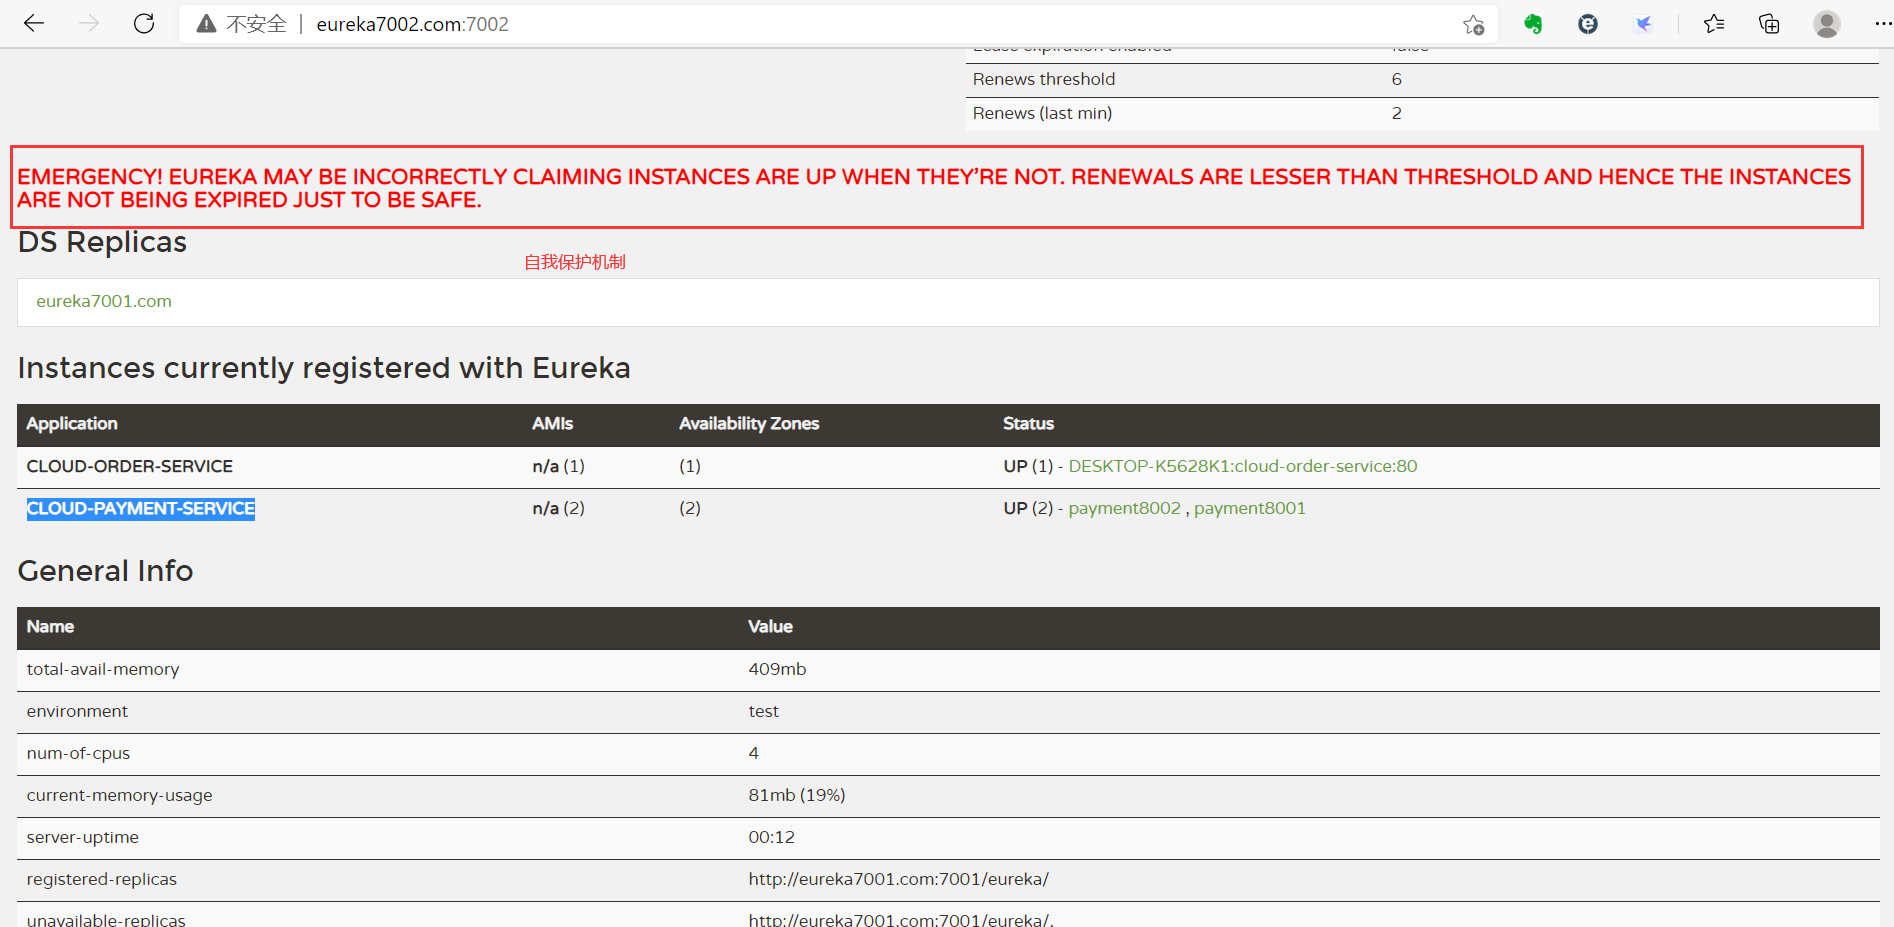 不安全 | eureka7002.com:7002
Lease expiration enabled false
Renews threshold 6
Renews (last min) 2
EMERGENCY! EUREKA MAY BE INCORRECTLY CLAIMING INSTANCES ARE UP WHEN THEY'RE NOT. RENEWALS ARE LESSER THAN THRESHOLD AND HENCE THE INSTANCES
ARE NOT BEING EXPIRED JUST TO BE SAFE.
DS Replicas
自我保护机制
eureka7001.com
Instances currently registered with Eureka
Application AMIs Availability Zones Status
CLOUD-ORDER-SERVICE n/a (1) (1) UP (1) - DESKTOP-K5628K1:cloud-order-service:80
CLOUD-PAYMENT-SERVICE n/a (2) (2) UP (2) - payment8002 , payment8001
General Info
Name Value
total-avail-memory 409mb
environment test
num-of-cpus 4
current-memory-usage 81mb (19%)
server-uptime 00:12
registered-replicas http://eureka7001.com:7001/eureka/
unavailable-replicas http://eureka7001.com:7001/eureka/,